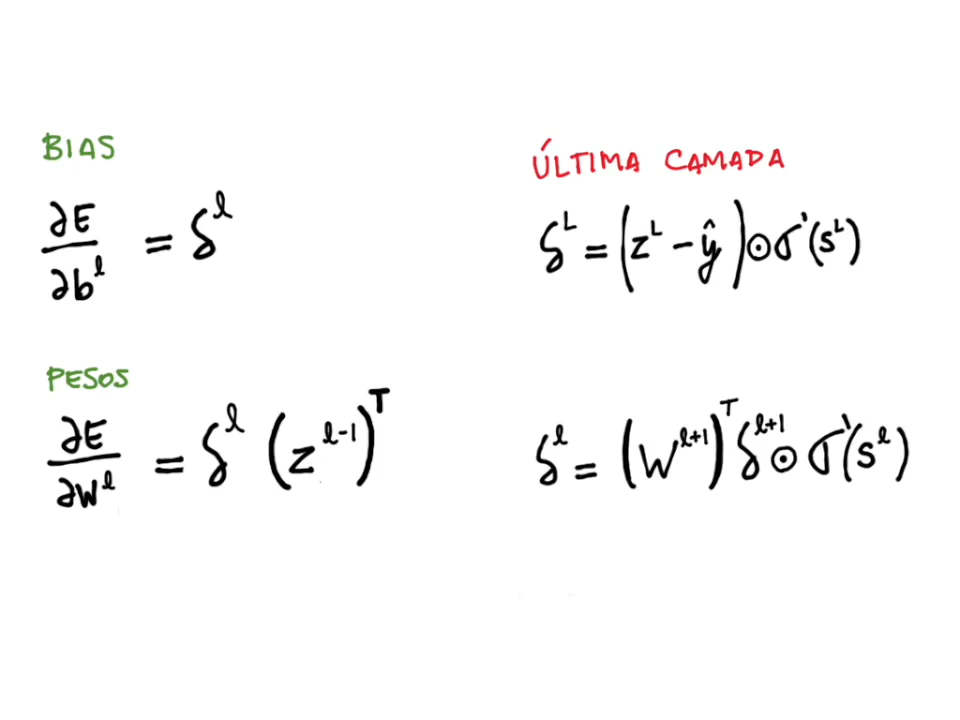 BIAS
∂E/∂b^l = δ^l
PESOS
∂E/∂W^l = δ^l (z^{l-1})^T
ÚLTIMA CAMADA
δ^L = (z^L - ŷ) ⊙ σ'(s^L)
δ^l = (W^{l+1})^T δ^{l+1} ⊙ σ'(s^l)